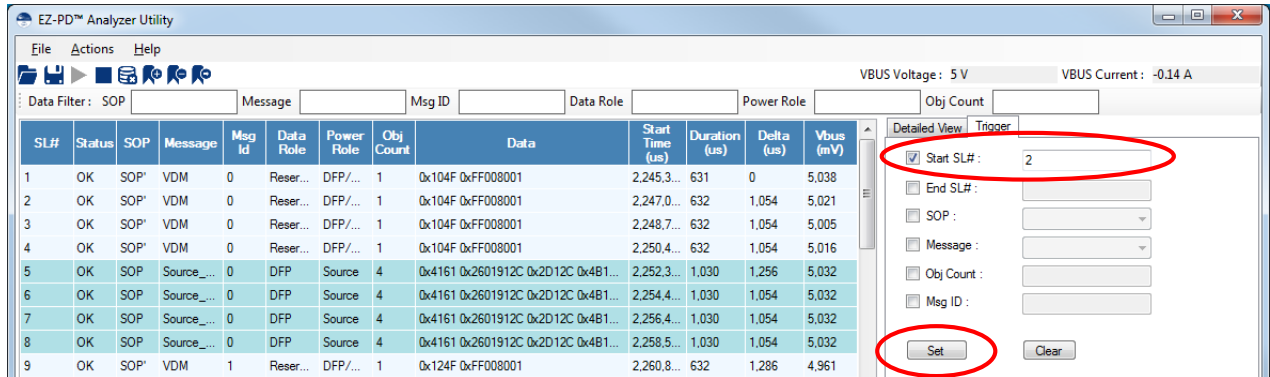 EZ-PD™ Analyzer Utility
File Actions Help
VBUS Voltage : 5 V VBUS Current : -0.14 A
Data Filter : SOP Message Msg ID Data Role Power Role Obj Count
SL# Status SOP Message Msg Id Data Role Power Role Obj Count Data Start Time (us) Duration (us) Delta (us) Vbus (mV)
1 OK SOP' VDM 0 Reser... DFP/... 1 0x104F 0xFF008001 2,245,3... 631 0 5,038
2 OK SOP' VDM 0 Reser... DFP/... 1 0x104F 0xFF008001 2,247,0... 632 1,054 5,021
3 OK SOP' VDM 0 Reser... DFP/... 1 0x104F 0xFF008001 2,248,7... 632 1,054 5,005
4 OK SOP' VDM 0 Reser... DFP/... 1 0x104F 0xFF008001 2,250,4... 632 1,054 5,016
5 OK SOP Source_... 0 DFP Source 4 0x4161 0x2601912C 0x2D12C 0x4B1... 2,252,3... 1,030 1,256 5,032
6 OK SOP Source_... 0 DFP Source 4 0x4161 0x2601912C 0x2D12C 0x4B1... 2,254,4... 1,030 1,054 5,032
7 OK SOP Source_... 0 DFP Source 4 0x4161 0x2601912C 0x2D12C 0x4B1... 2,256,4... 1,030 1,054 5,032
8 OK SOP Source_... 0 DFP Source 4 0x4161 0x2601912C 0x2D12C 0x4B1... 2,258,5... 1,030 1,054 5,032
9 OK SOP' VDM 1 Reser... DFP/... 1 0x124F 0xFF008001 2,260,8... 632 1,286 4,961
Detailed View Trigger
Start SL# : 2
End SL# :
SOP :
Message :
Obj Count :
Msg ID :
Set Clear